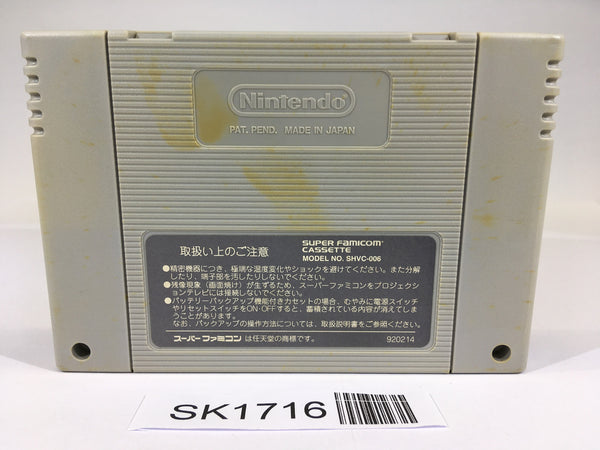 Nintendo
PAT. PEND. MADE IN JAPAN
取扱い上のご注意
SUPER FAMICOM
CASSETTE
MODEL NO. SHVC-006
●精密機器につき、極端な温度変化やショックを避けてください。また分解
したり、端子部を汚したりしないでください。
●残像現象(画面焼け)が生ずるため、スーパーファミコンをプロジェクシ
ョンテレビには接続しないでください。
●バッテリーバックアップ機能付きカセットの場合、むやみに電源スイッチ
やリセットスイッチをON・OFFすると、蓄積されている内容が消えてしま
うことがあります。
なお、バックアップの操作方法については、取扱説明書をご参照ください。
スーパーファミコンは任天堂の商標です。
920214
SK1716